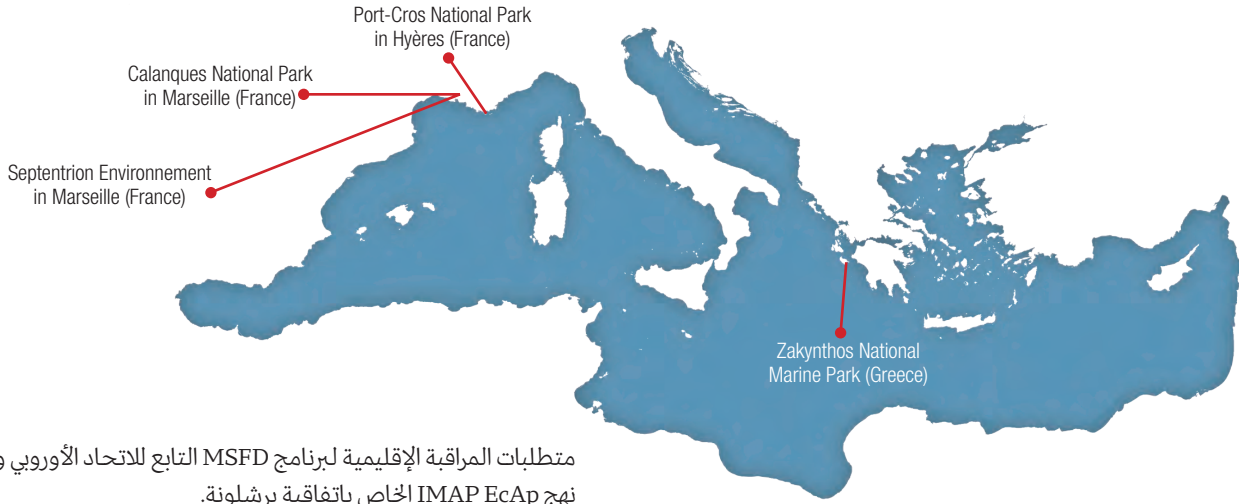 Port-Cros National Park
in Hyères (France)
Calanques National Park
in Marseille (France)
Septentrion Environnement
in Marseille (France)
Zakynthos National
Marine Park (Greece)
متطلبات المراقبة الإقليمية لبرنامج MSFD التابع للاتحاد الأوروبي و
نهج IMAP EcAp الخاص باتفاقية برشلونة.